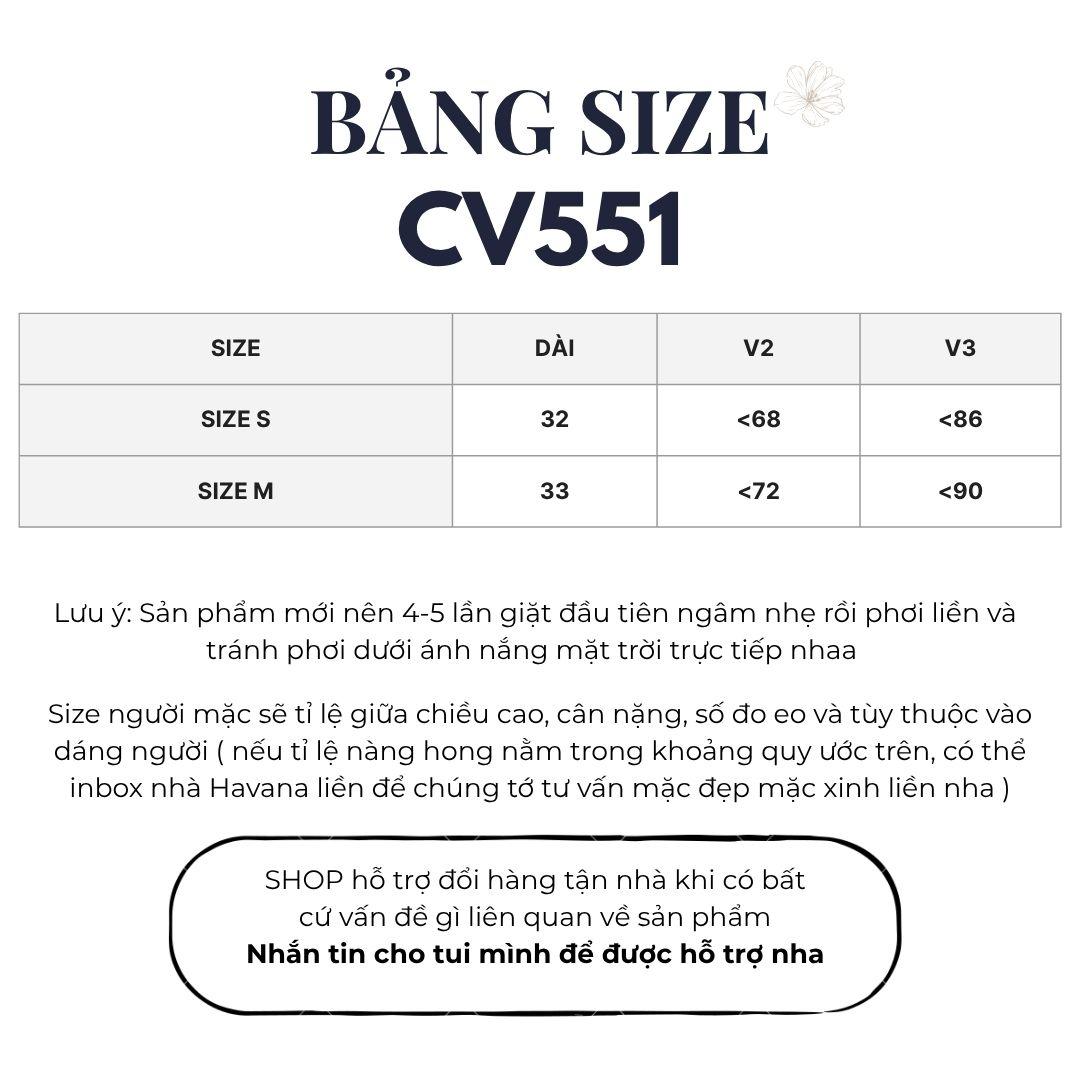 BẢNG SIZE
CV551
SIZE DÀI V2 V3
SIZE S 32 <68 <86
SIZE M 33 <72 <90
Lưu ý: Sản phẩm mới nên 4-5 lần giặt đầu tiên ngâm nhẹ rồi phơi liền và
tránh phơi dưới ánh nắng mặt trời trực tiếp nhaa
Size người mặc sẽ tỉ lệ giữa chiều cao, cân nặng, số đo eo và tùy thuộc vào
dáng người ( nếu tỉ lệ nàng hong nằm trong khoảng quy ước trên, có thể
inbox nhà Havana liền để chúng tớ tư vấn mặc đẹp mặc xinh liền nha )
SHOP hỗ trợ đổi hàng tận nhà khi có bất
cứ vấn đề gì liên quan về sản phẩm
Nhắn tin cho tui mình để được hỗ trợ nha